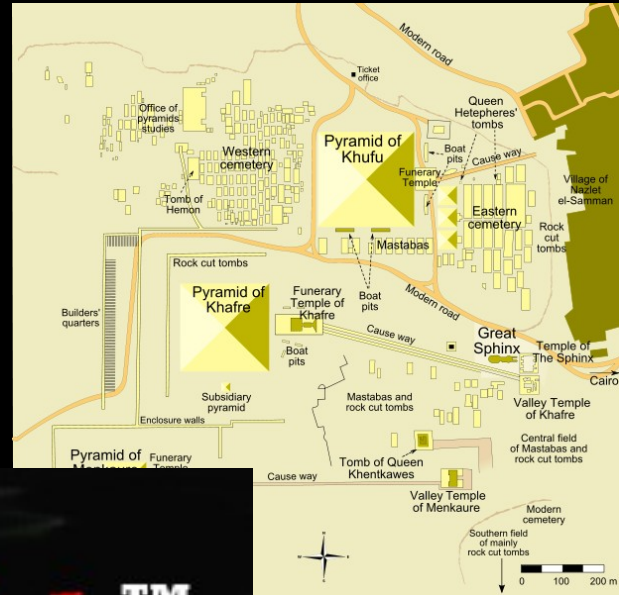 Modern road
Ticket
office
Office of
pyramids
studies
Queen
Hetepheres'
tombs
Western
cemetery
Pyramid of
Khufu
Boat
pits
Cause way
Funerary
Temple
Village of
Nazlet
el-Samman
Tomb of
Hemon
Eastern
cemetery
Rock
cut
tombs
Mastabas
Rock cut tombs
Boat
pits
Modern road
Builders'
quarters
Pyramid of
Khafre
Funerary
Temple of
Khafre
Cause way
Great
Sphinx
Temple of
The Sphinx
Boat
pits
Cairo
Subsidiary
pyramid
Mastabas and
rock cut tombs
Valley Temple
of Khafre
Enclosure walls
Central field
of Mastabas and
rock cut tombs
Pyramid of
Funerary
Tomb of Queen
Khentkawes
Cause way
Valley Temple
of Menkaure
Modern
cemetery
Southern field
of mainly
rock cut tombs
0 100 200 m
TM